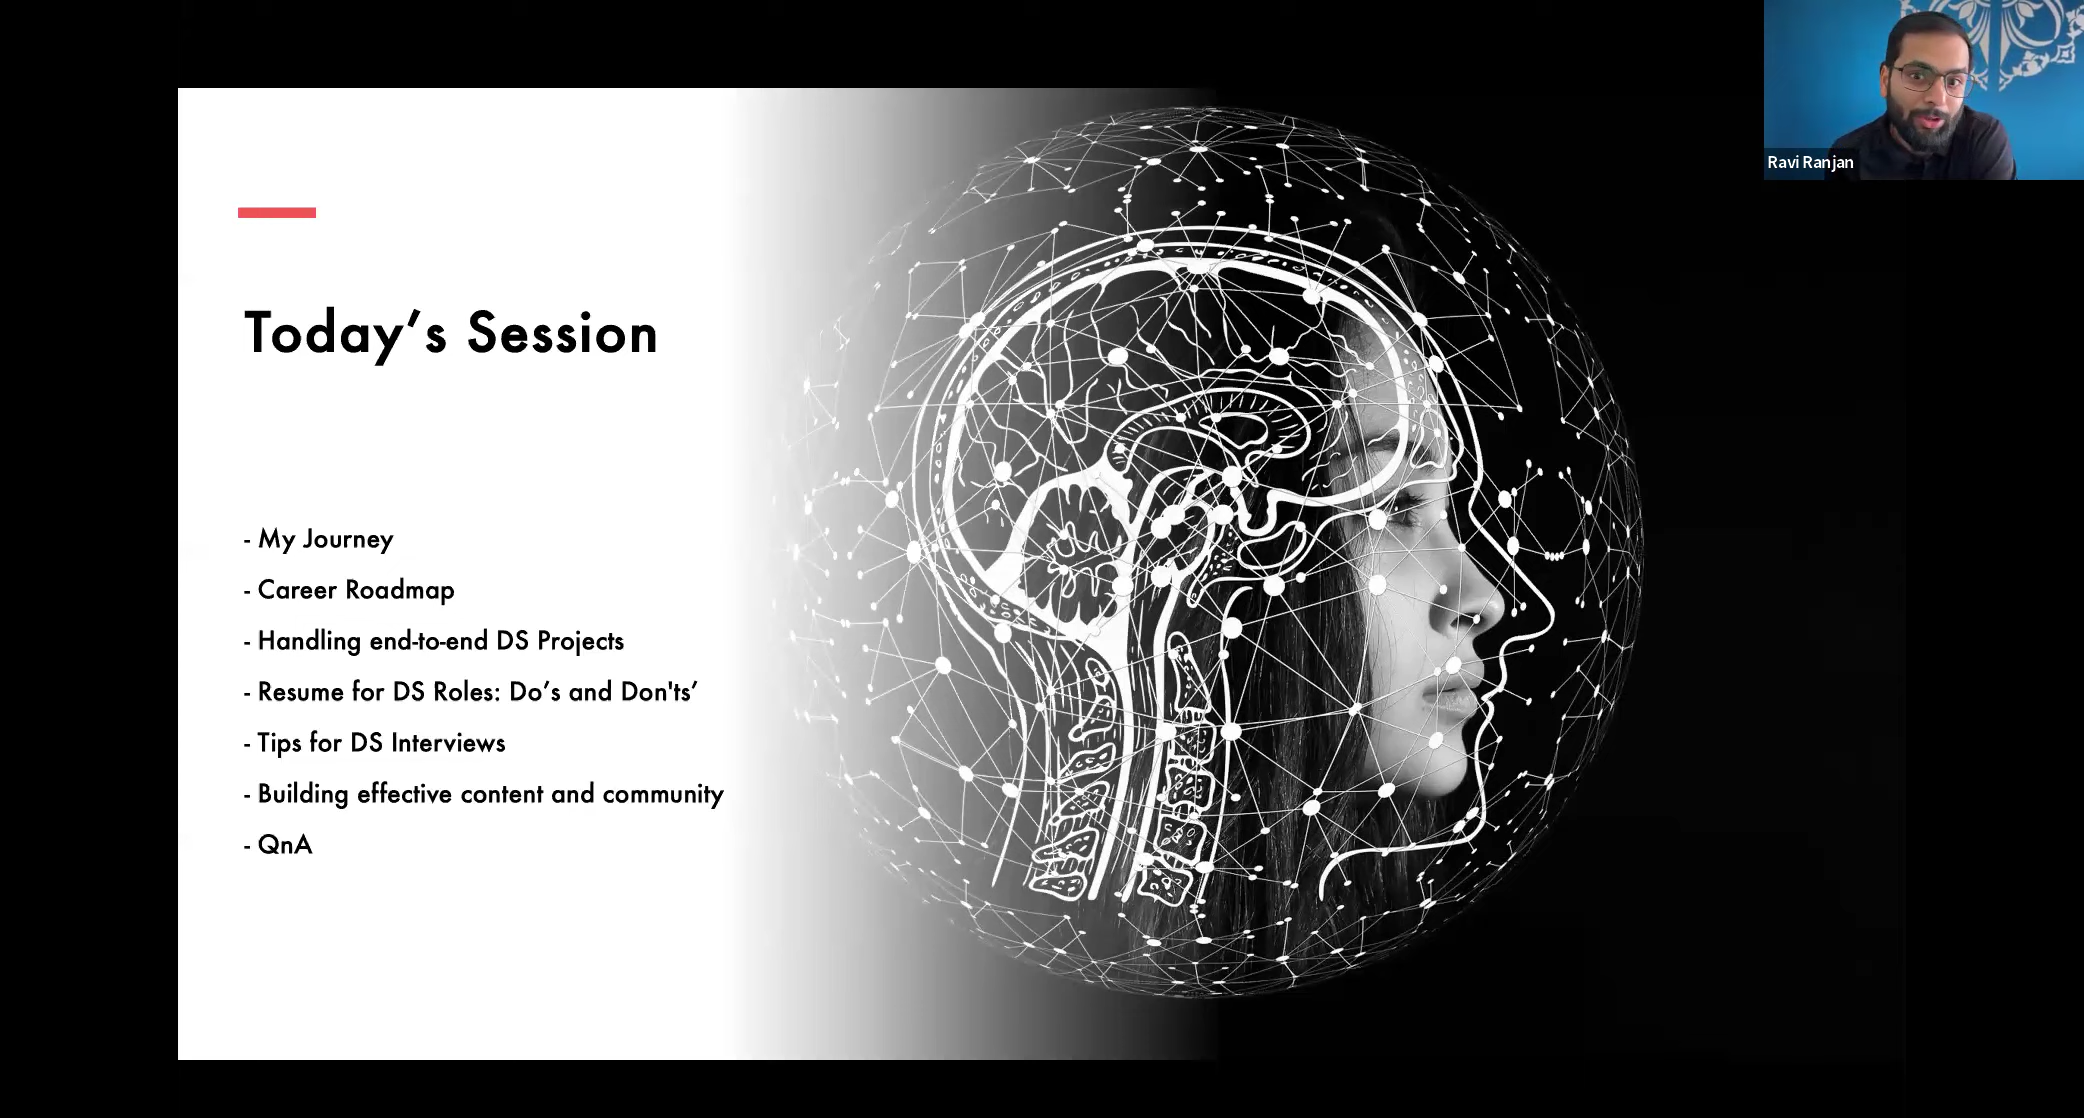 Today’s Session
- My Journey
- Career Roadmap
- Handling end-to-end DS Projects
- Resume for DS Roles: Do’s and Don'ts’
- Tips for DS Interviews
- Building effective content and community
- QnA
Ravi Ranjan